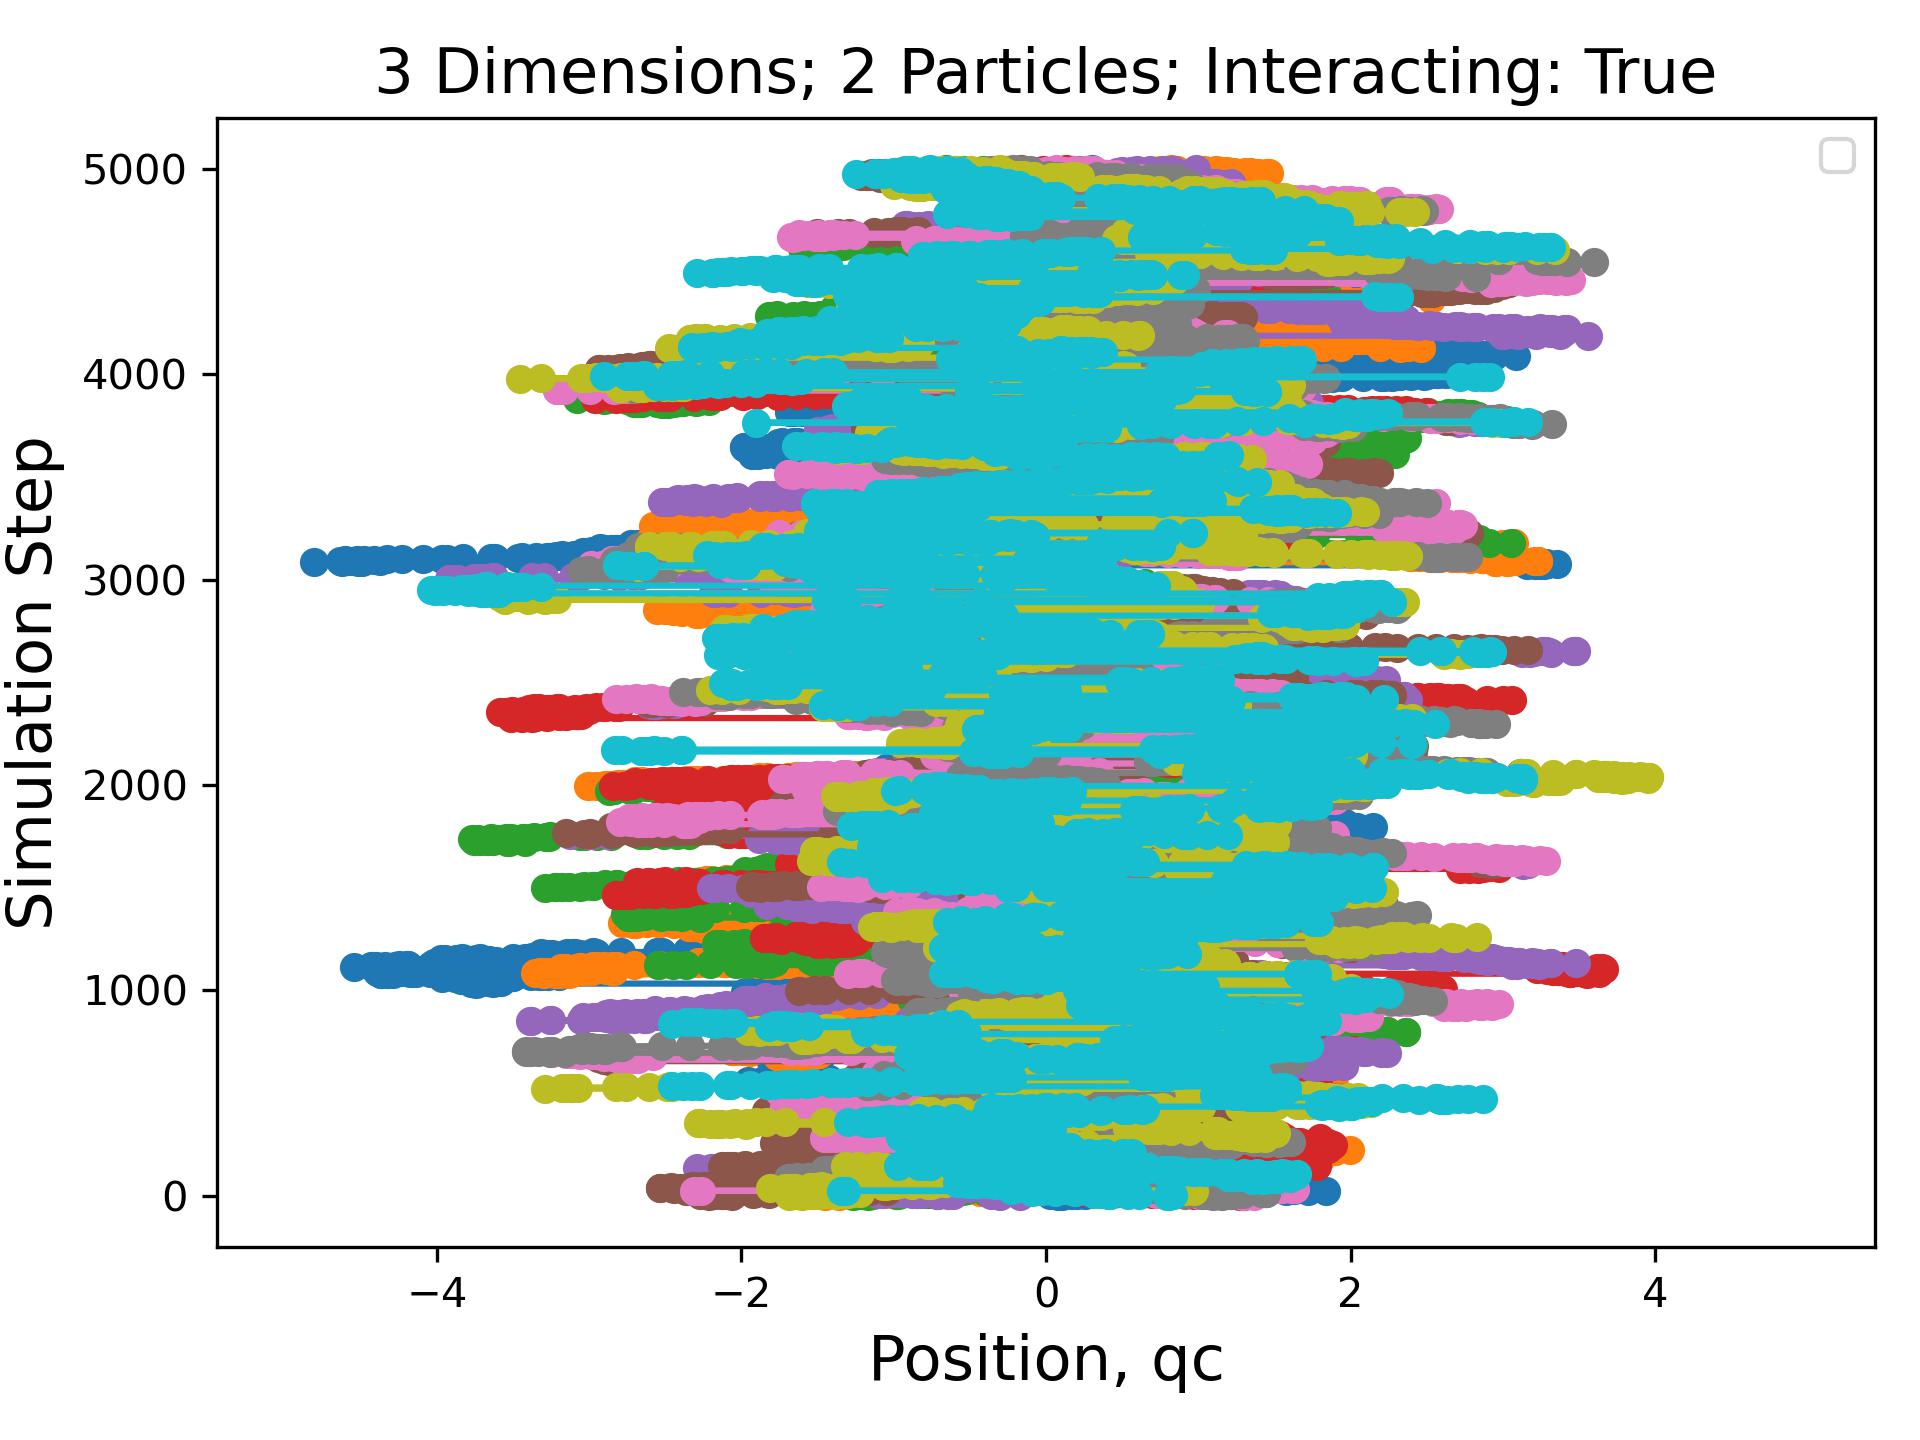 3 Dimensions; 2 Particles; Interacting: True
Simulation Step
5000
4000
3000
2000
1000
0
−4 −2 0 2 4
Position, qc